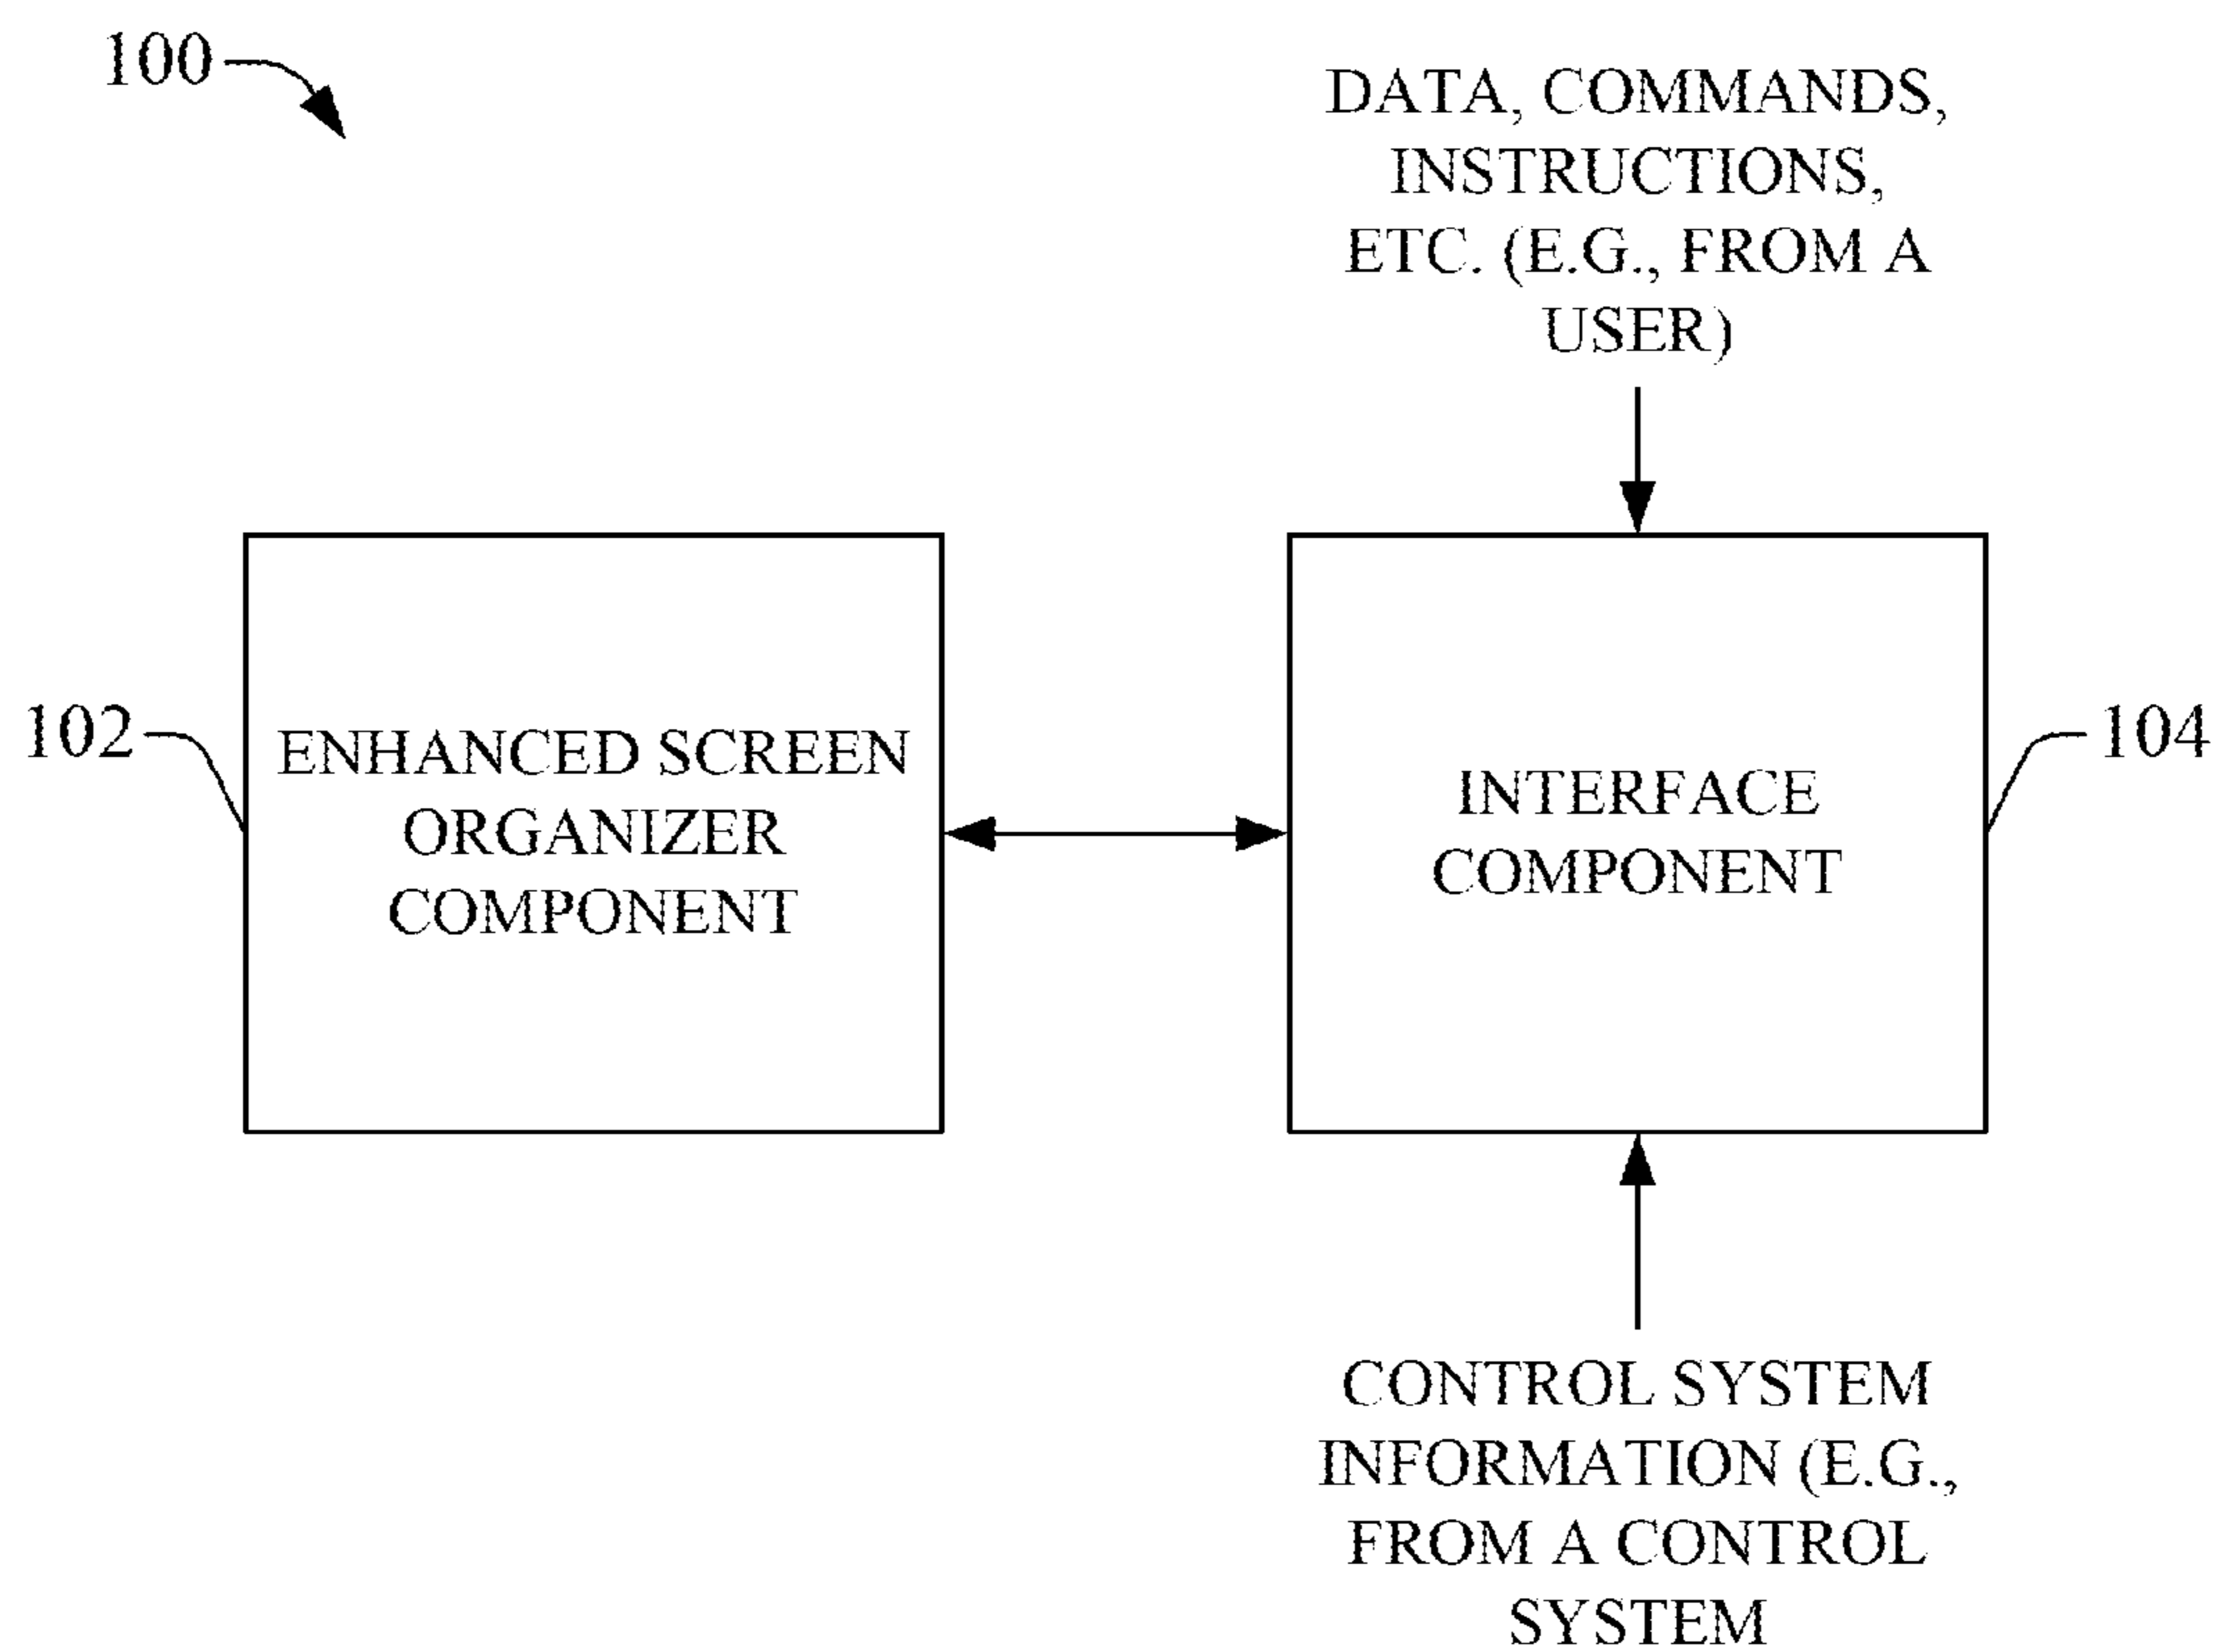 100
DATA, COMMANDS,
INSTRUCTIONS,
ETC. (E.G., FROM A
USER)
102
ENHANCED SCREEN
ORGANIZER
COMPONENT
INTERFACE
COMPONENT
104
CONTROL SYSTEM
INFORMATION (E.G.,
FROM A CONTROL
SYSTEM